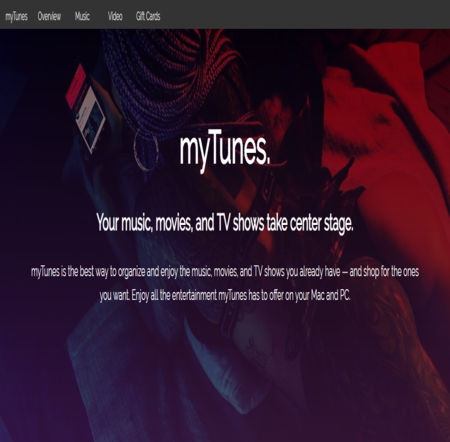 myTunes Overview Music Video Gift Cards
myTunes.
Your music, movies, and TV shows take center stage.
myTunes is the best way to organize and enjoy the music, movies, and TV shows you already have — and shop for the ones
you want. Enjoy all the entertainment myTunes has to offer on your Mac and PC.